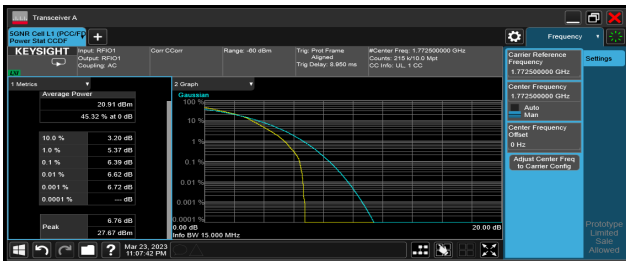 Transceiver A
5GNR Cell L1 (PCC/FD
Power Stat CCDF
+
Frequency
KEYSIGHT
LXI
Input: RFIO1
Output: RFIO1
Coupling: AC
Corr CCorr
Range: -60 dBm
Trig: Prot Frame
Aligned
Trig Delay: 8.950 ms
#Center Freq: 1.772500000 GHz
Counts: 215 k/10.0 Mpt
CC Info: UL, 1 CC
1 Metrics
Average Power
20.91 dBm
45.32 % at 0 dB
10.0 % 3.20 dB
1.0 % 5.37 dB
0.1 % 6.39 dB
0.01 % 6.62 dB
0.001 % 6.72 dB
0.0001 % --- dB
Peak
6.76 dB
27.67 dBm
2 Graph
Gaussian
100 %
10 %
1 %
0.1 %
0.01 %
0.001 %
0.0001 %
0.00 dB
20.00 dB
Info BW 15.000 MHz
Carrier Reference
Frequency
1.772500000 GHz
Center Frequency
1.772500000 GHz
Auto
Man
Center Frequency
Offset
0 Hz
Adjust Center Freq
to Carrier Config
Settings
Prototype
Limited
Sale
Allowed
?
Mar 23, 2023
11:07:42 PM